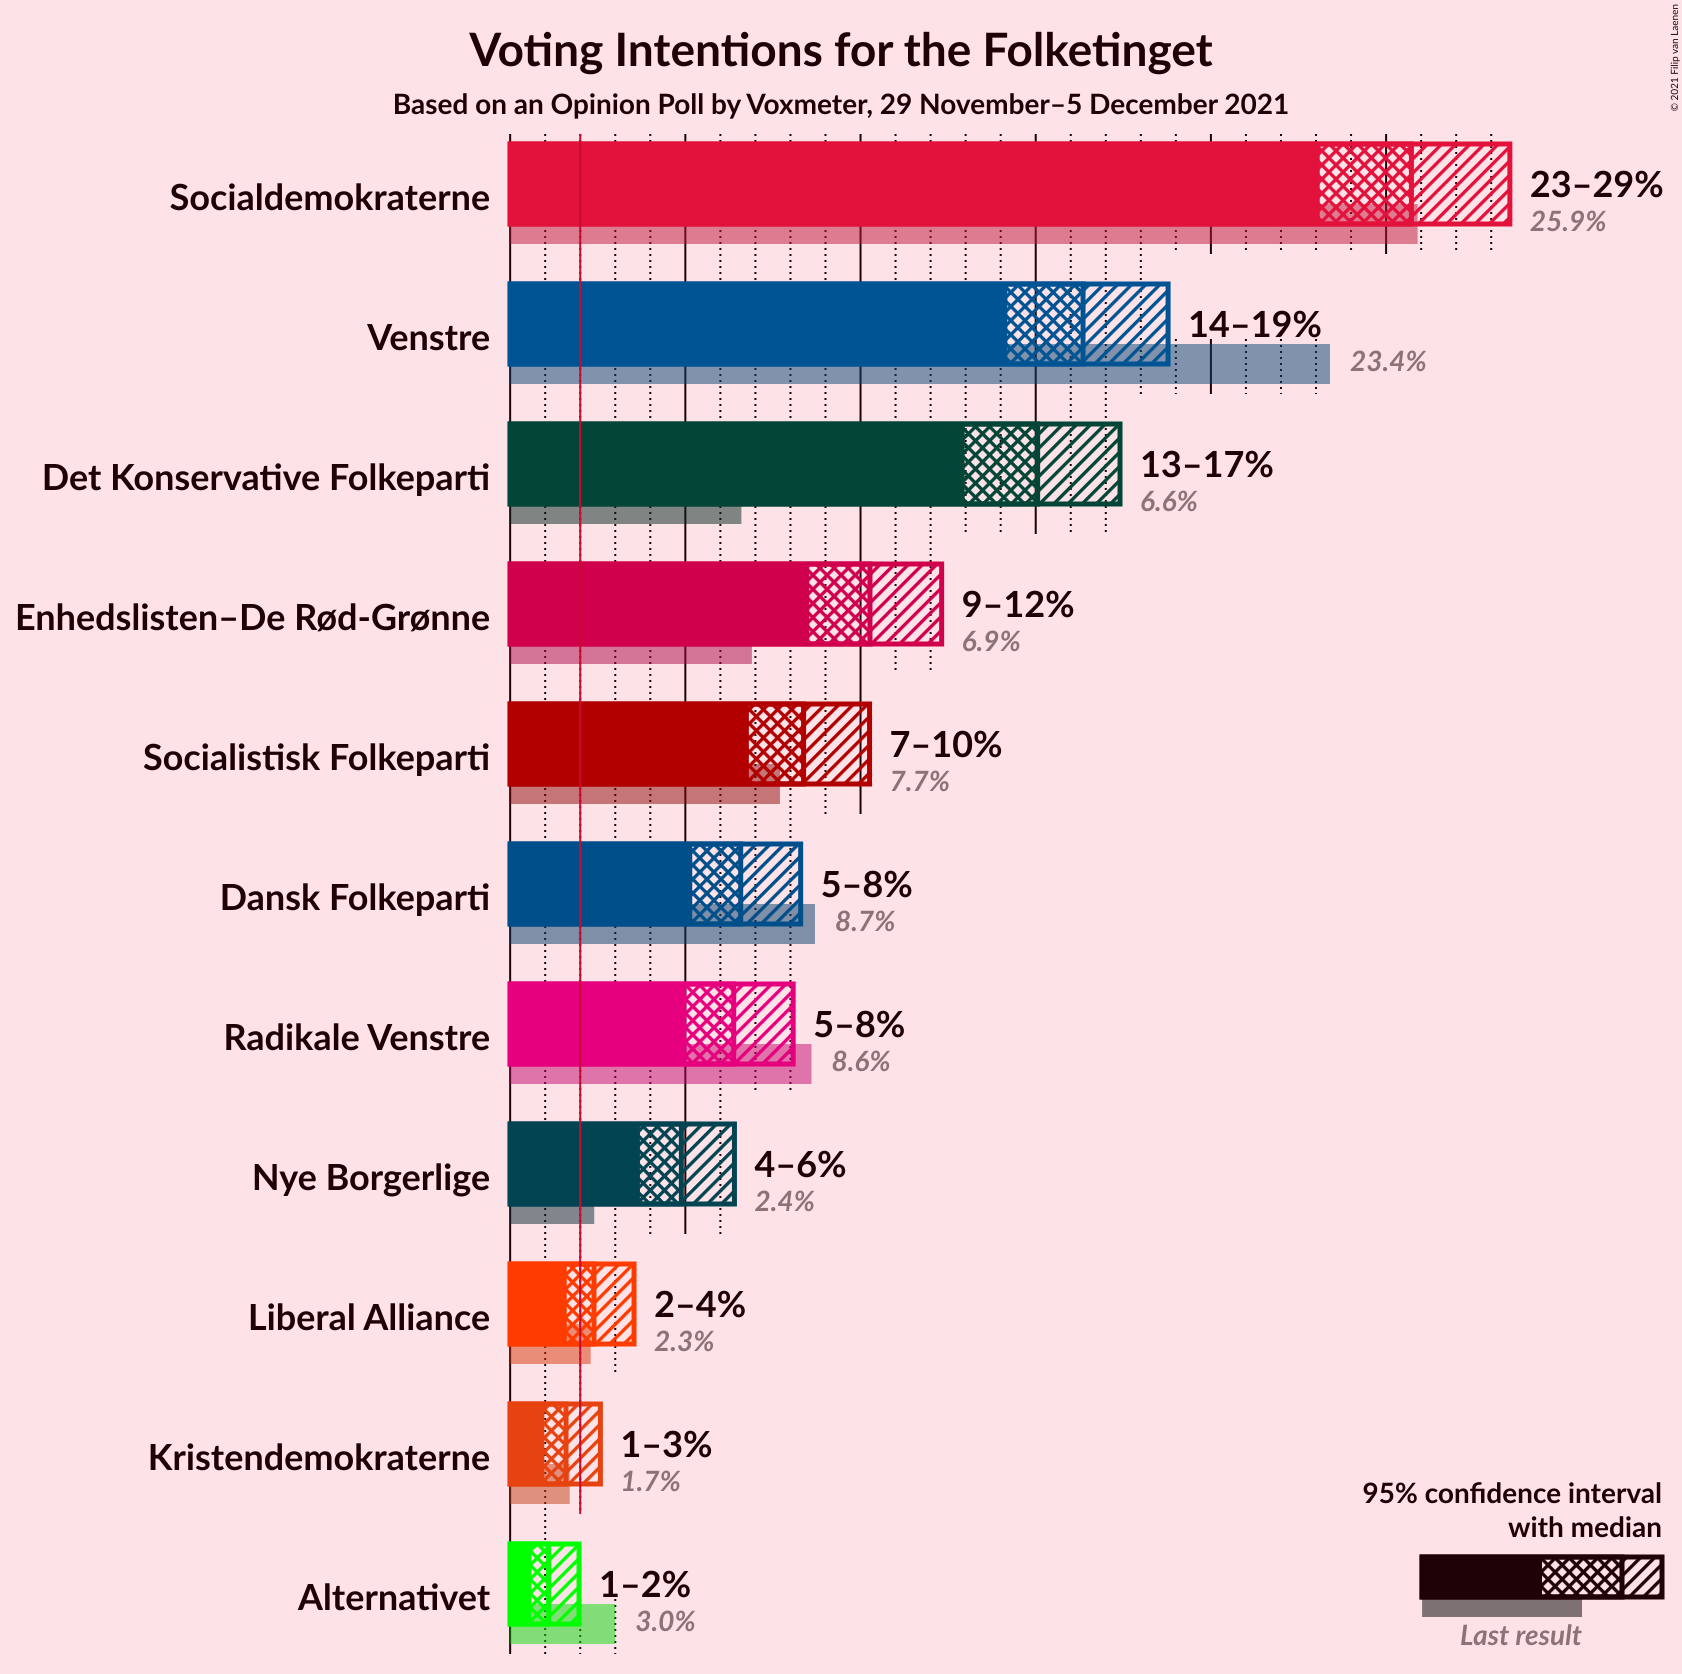 Voting Intentions for the Folketinget
Based on an Opinion Poll by Voxmeter, 29 November–5 December 2021
© 2021 Filip van Laenen
Socialdemokraterne
23–29%
25.9%
Venstre
14–19%
23.4%
Det Konservative Folkeparti
13–17%
6.6%
Enhedslisten–De Rød-Grønne
9–12%
6.9%
Socialistisk Folkeparti
7–10%
7.7%
Dansk Folkeparti
5–8%
8.7%
Radikale Venstre
5–8%
8.6%
Nye Borgerlige
4–6%
2.4%
Liberal Alliance
2–4%
2.3%
Kristendemokraterne
1–3%
1.7%
Alternativet
1–2%
3.0%
95% confidence interval
with median
Last result